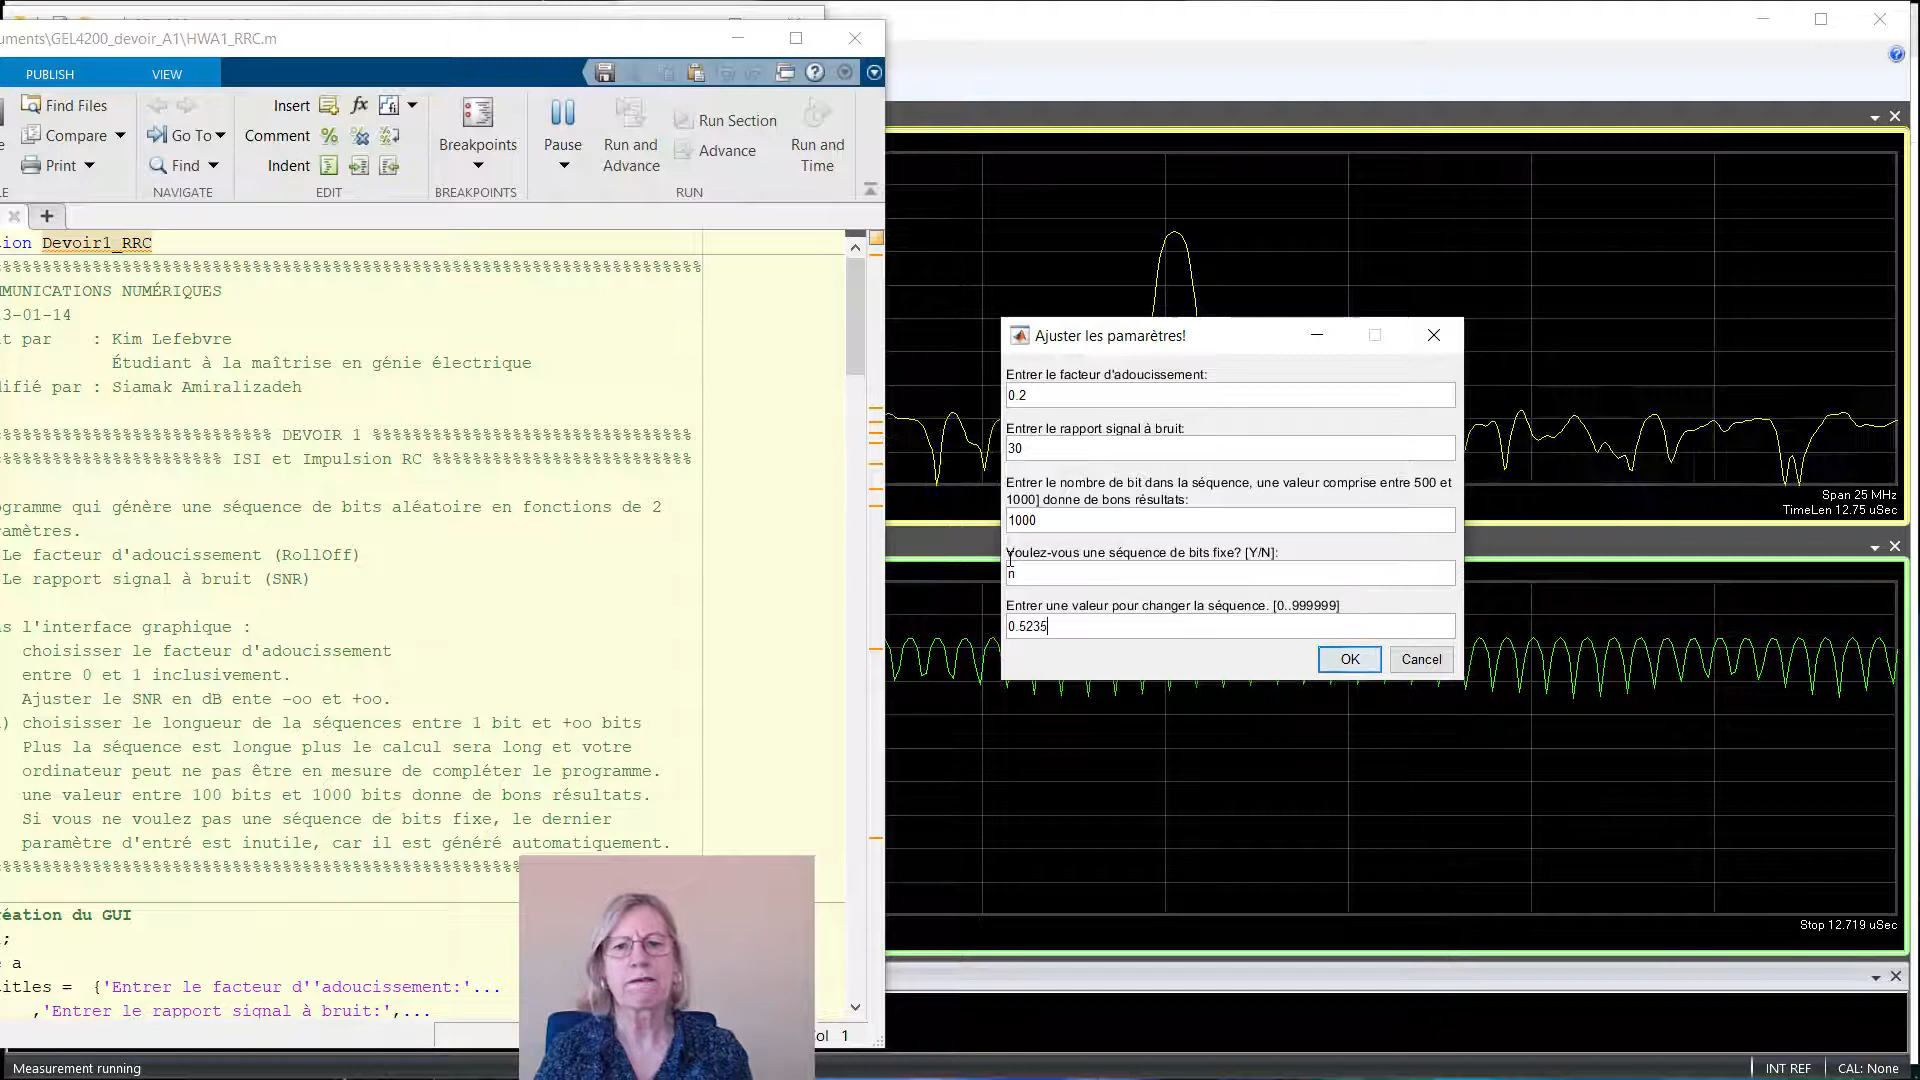 uments\GEL4200_devoir_A1\HWA1_RRC.m
PUBLISH
VIEW
Find Files
Compare
Print
Go To
Find
NAVIGATE
Insert
fx
Comment
Indent
EDIT
Breakpoints
BREAKPOINTS
Pause
Run and
Advance
Run Section
Advance
Run and
Time
RUN
tion Devoir1_RRC
%%%%%%%%%%%%%%%%%%%%%%%%%%%%%%%%%%%%%%%%%%%%%%%%%%%%%%%%%%%%%%%%%%%%%%
MMUNICATIONS NUMÉRIQUES
3-01-14
t par    : Kim Lefebvre
Étudiant à la maîtrise en génie électrique
ifié par : Siamak Amiralizadeh
%%%%%%%%%%%%%%%%%%%%%%%%%%% DEVOIR 1 %%%%%%%%%%%%%%%%%%%%%%%%%%%%%%%%
%%%%%%%%%%%%%%%%%%%%%% ISI et Impulsion RC %%%%%%%%%%%%%%%%%%%%%%%%%%
ogramme qui génère une séquence de bits aléatoire en fonctions de 2
ramètres.
Le facteur d'adoucissement (RollOff)
Le rapport signal à bruit (SNR)
s l'interface graphique :
choisisser le facteur d'adoucissement
entre 0 et 1 inclusivement.
Ajuster le SNR en dB ente -oo et +oo.
) choisisser le longueur de la séquences entre 1 bit et +oo bits
Plus la séquence est longue plus le calcul sera long et votre
ordinateur peut ne pas être en mesure de compléter le programme.
une valeur entre 100 bits et 1000 bits donne de bons résultats.
Si vous ne voulez pas une séquence de bits fixe, le dernier
paramètre d'entré est inutile, car il est généré automatiquement.
%%%%%%%%%%%%%%%%%%%%%%%%%%%%%%%%%%%%%%%%%%%%%%%%%%%%
réation du GUI
;
e a
itles =  {'Entrer le facteur d''adoucissement:'...
,'Entrer le rapport signal à bruit:',...
ol 1
Ajuster les pamarètres!
Entrer le facteur d'adoucissement:
0.2
Entrer le rapport signal à bruit:
30
Entrer le nombre de bit dans la séquence, une valeur comprise entre 500 et
1000] donne de bons résultats:
1000
Voulez-vous une séquence de bits fixe? [Y/N]:
n
Entrer une valeur pour changer la séquence. [0..999999]
0.5235
OK
Cancel
Span 25 MHz
TimeLen 12.75 uSec
Stop 12.719 uSec
Measurement running
INT REF
CAL: None